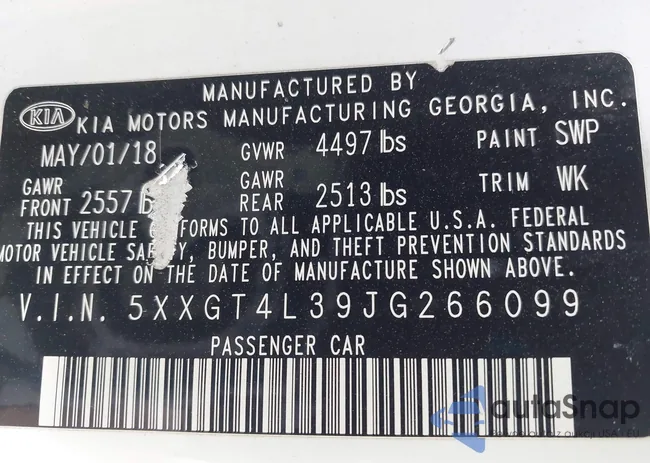 MANUFACTURED BY
KIA KIA MOTORS MANUFACTURING GEORGIA, INC.
MAY/01/18 GVWR 4497 lbs PAINT SWP
GAWR FRONT 2557 GAWR REAR 2513 lbs TRIM WK
THIS VEHICLE TO ALL APPLICABLE U.S.A. FEDERAL
MOTOR VEHICLE BUMPER, AND THEFT PREVENTION STANDARDS
IN EFFECT ON THE DATE OF MANUFACTURE SHOWN ABOVE.
V.I.N. 5XXGT4L39JG266099
PASSENGER CAR
autoSnap